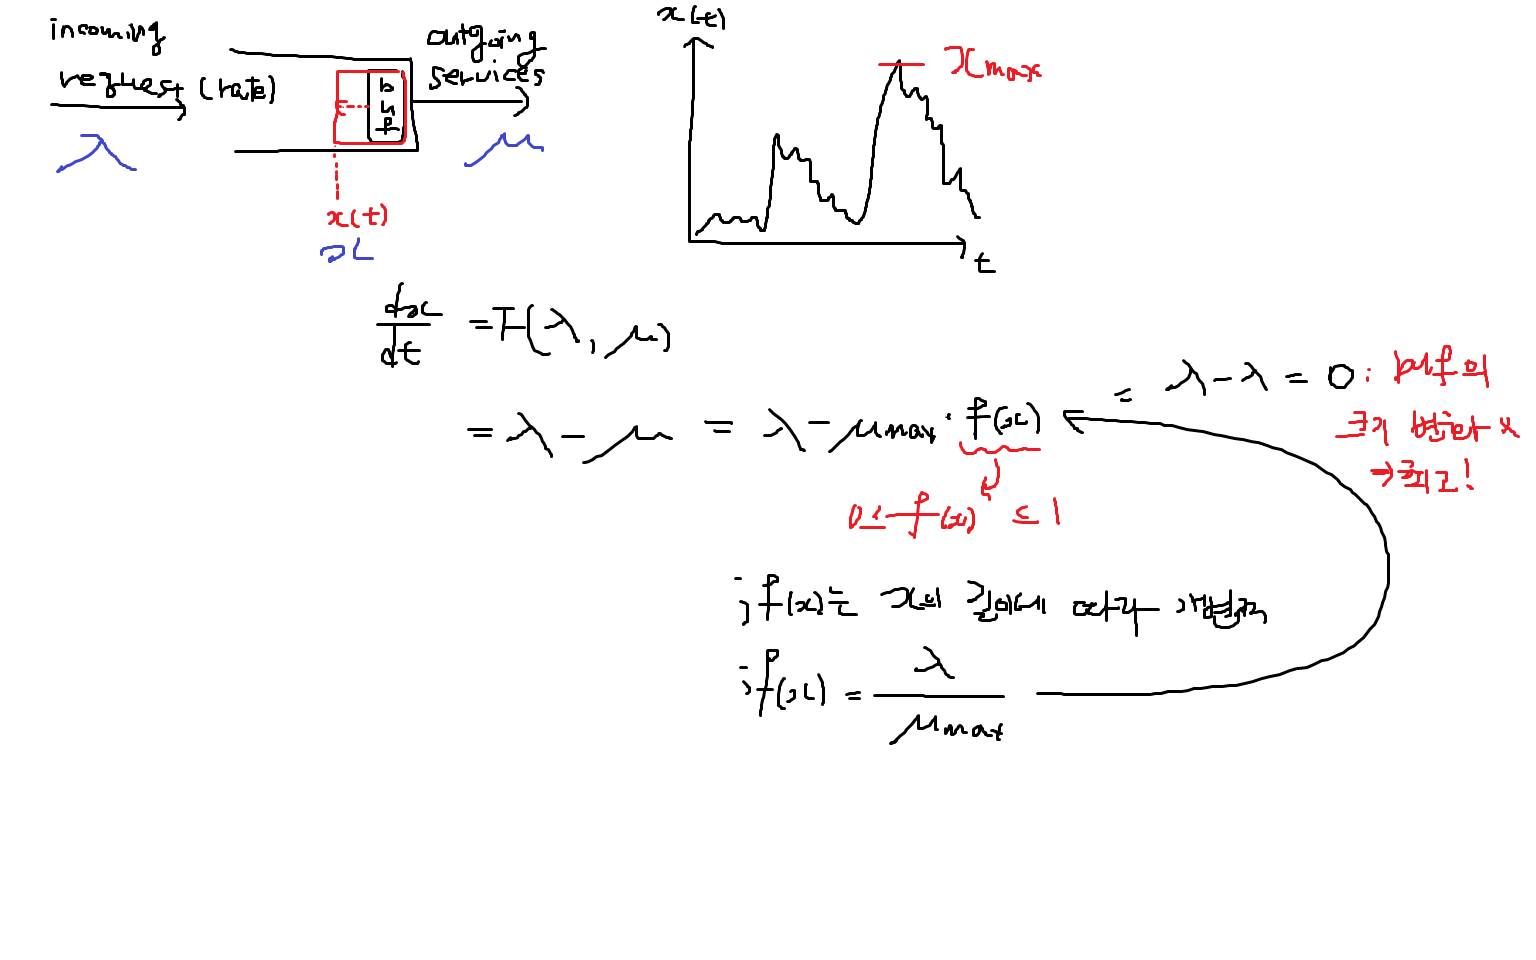 incoming
request (rate)
λ
buf
outgoing
services
μ
x(t)
x
x(t)
xmax
t
dx/dt = F(λ, μ)
= λ - μ = λ - μmax · f(x)
0 ≤ f(x) ≤ 1
= λ - λ = 0 : buf의
크기 변화 x
→ 최고!
; f(x)는 x의 길이에 따라 가변적
; f(x) = λ/μmax